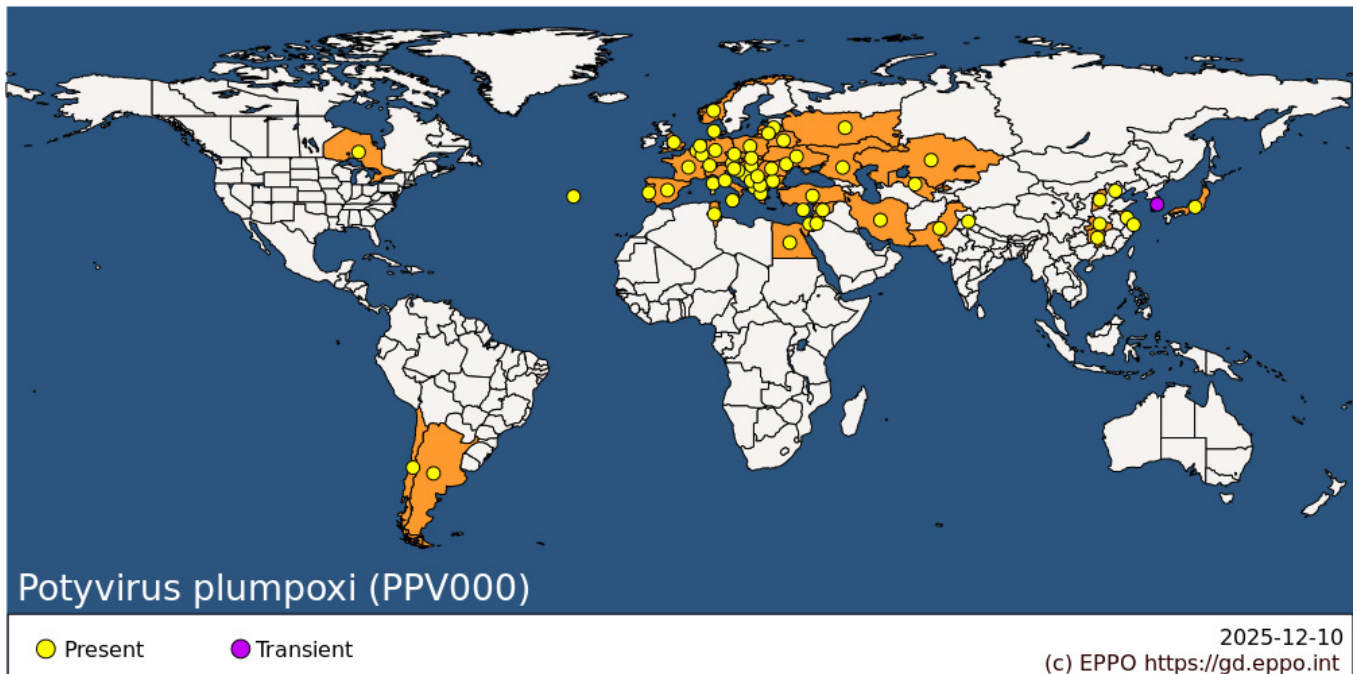 Potyvirus plumpoxi (PPV000)
Present
Transient
2025-12-10
(c) EPPO https://gd.eppo.int